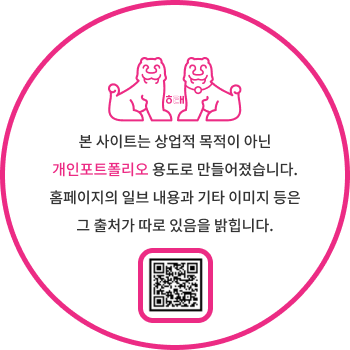 해태
본 사이트는 상업적 목적이 아닌
개인포트폴리오 용도로 만들어졌습니다.
홈페이지의 일브 내용과 기타 이미지 등은
그 출처가 따로 있음을 밝힙니다.